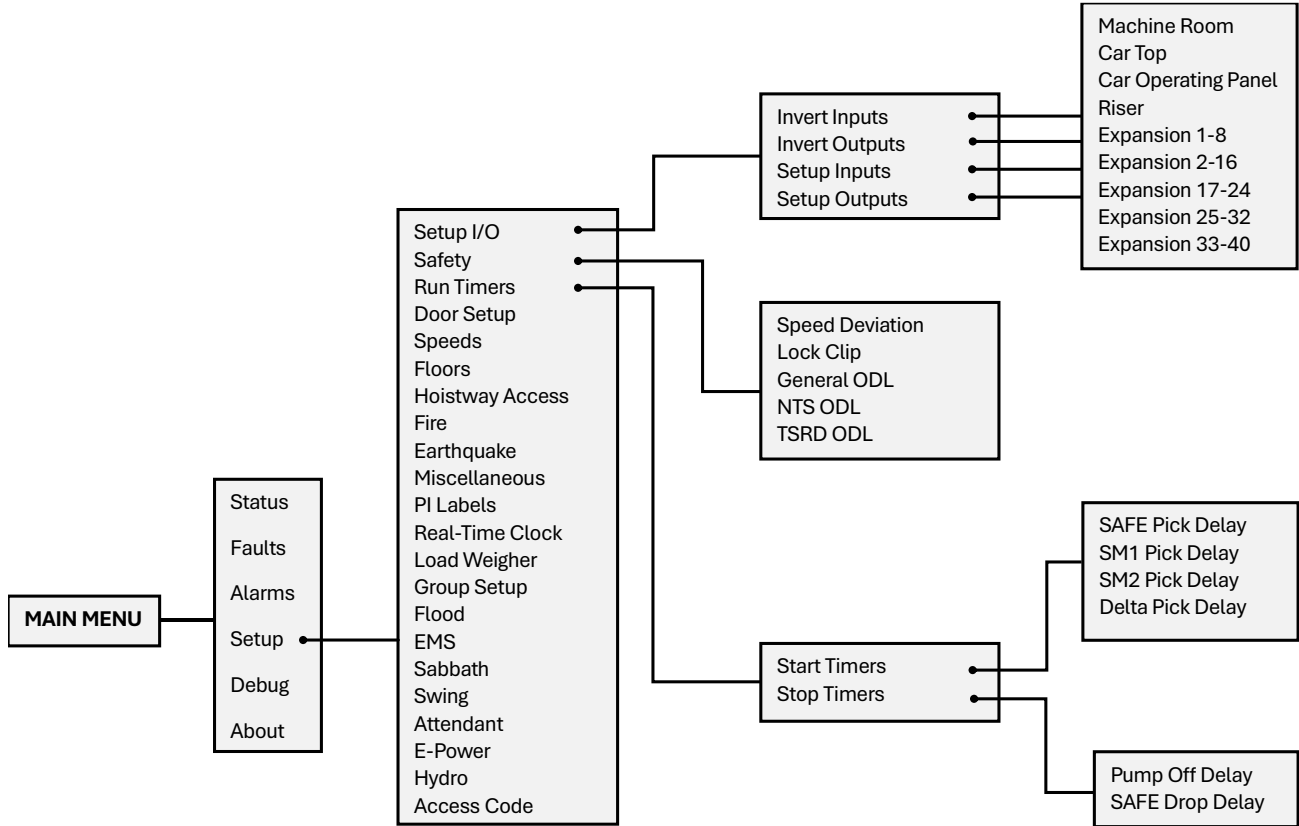 MAIN MENU
Status
Faults
Alarms
Setup
Debug
About
Setup I/O
Safety
Run Timers
Door Setup
Speeds
Floors
Hoistway Access
Fire
Earthquake
Miscellaneous
PI Labels
Real-Time Clock
Load Weigher
Group Setup
Flood
EMS
Sabbath
Swing
Attendant
E-Power
Hydro
Access Code
Invert Inputs
Invert Outputs
Setup Inputs
Setup Outputs
Machine Room
Car Top
Car Operating Panel
Riser
Expansion 1-8
Expansion 2-16
Expansion 17-24
Expansion 25-32
Expansion 33-40
Speed Deviation
Lock Clip
General ODL
NTS ODL
TSRD ODL
Start Timers
Stop Timers
SAFE Pick Delay
SM1 Pick Delay
SM2 Pick Delay
Delta Pick Delay
Pump Off Delay
SAFE Drop Delay